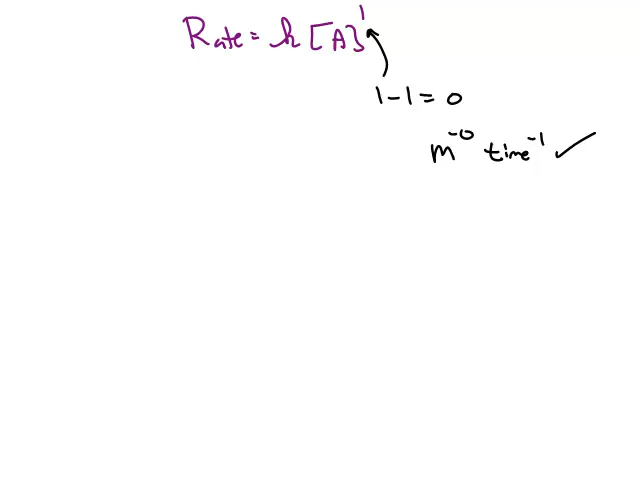 Rate = k [A]¹
1 - 1 = 0
m⁻⁰ time⁻¹ ✓